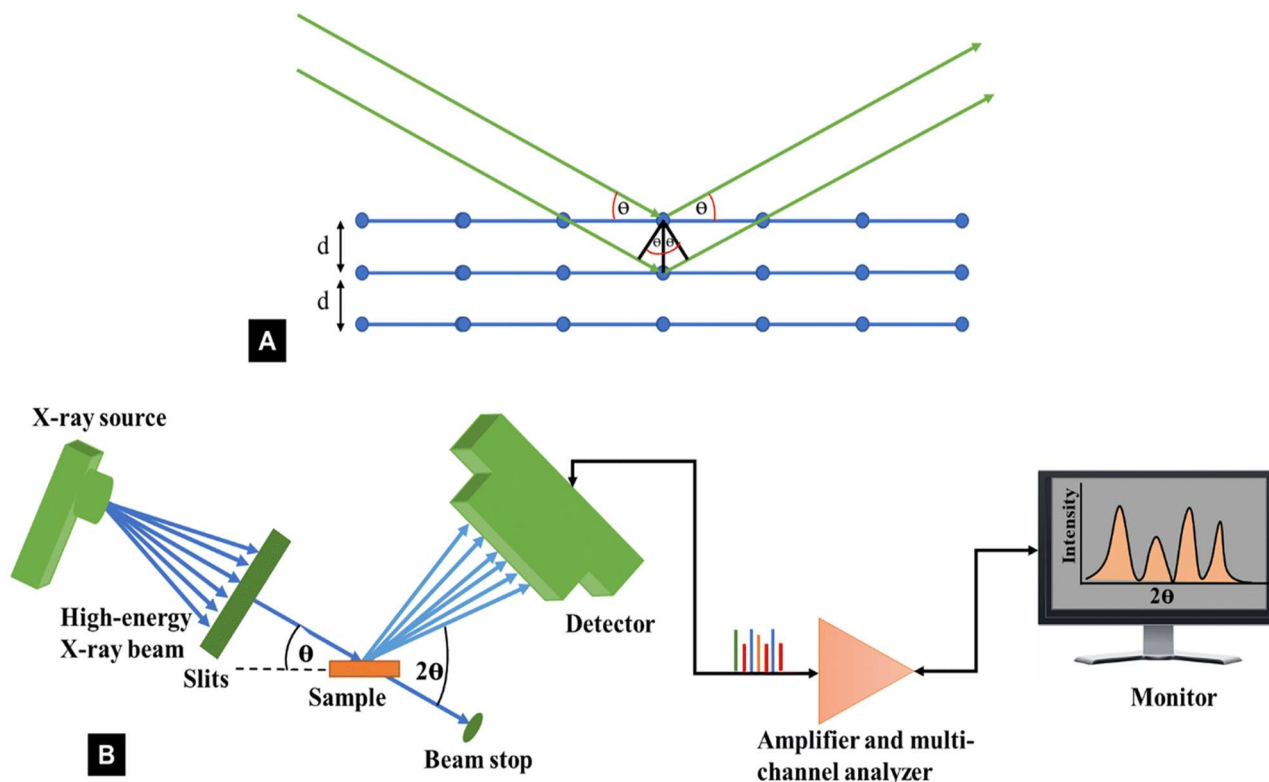 θ
θ
θ
θ
d
d
A
X-ray source
High-energy
X-ray beam
Slits
θ
Sample
2θ
Beam stop
Detector
Amplifier and multi-
channel analyzer
Intensity
2θ
Monitor
B